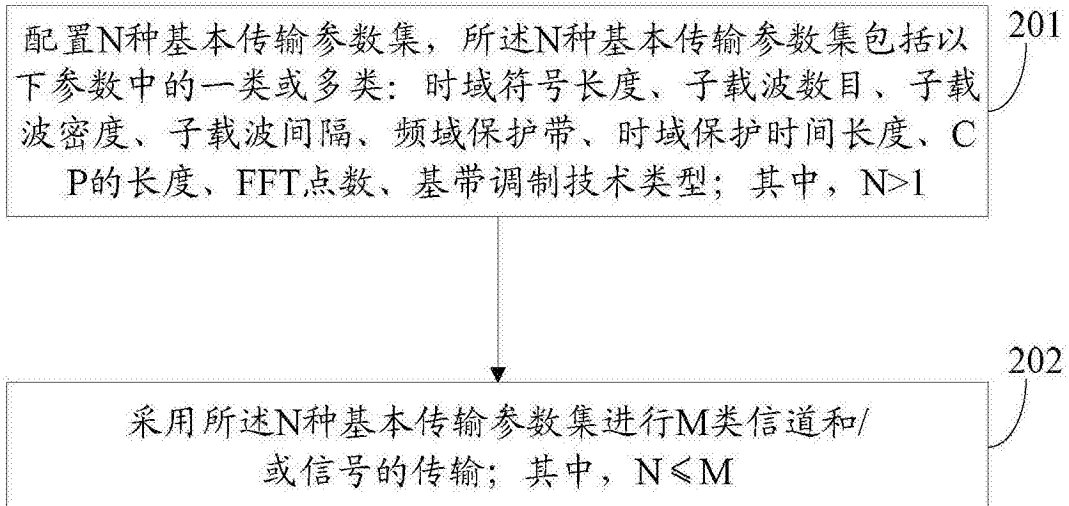 配置N种基本传输参数集，所述N种基本传输参数集包括以
下参数中的一类或多类：时域符号长度、子载波数目、子载
波密度、子载波间隔、频域保护带、时域保护时间长度、C
P的长度、FFT点数、基带调制技术类型；其中，N>1
201
采用所述N种基本传输参数集进行M类信道和/
或信号的传输；其中，N≤M
202